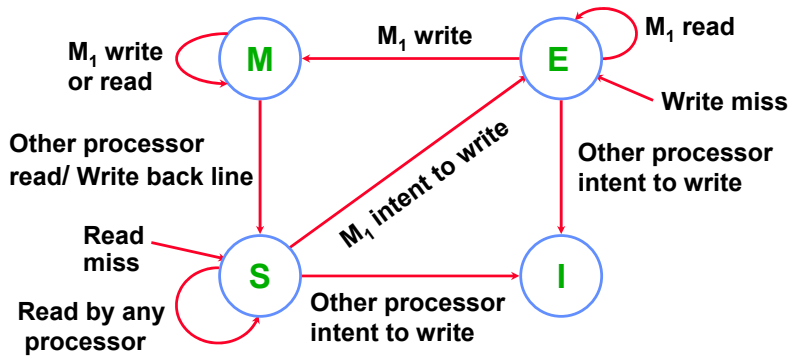 M₁ write
or read
M
M₁ write
E
M₁ read
Write miss
Other processor
read/ Write back line
M₁ intent to write
Other processor
intent to write
Read
miss
S
I
Read by any
processor
Other processor
intent to write